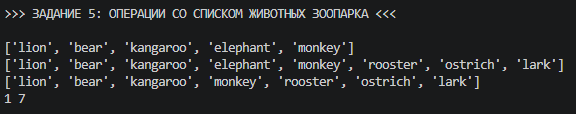 >>> ЗАДАНИЕ 5: ОПЕРАЦИИ СО СПИСКОМ ЖИВОТНЫХ ЗООПАРКА <<<
['lion', 'bear', 'kangaroo', 'elephant', 'monkey']
['lion', 'bear', 'kangaroo', 'elephant', 'monkey', 'rooster', 'ostrich', 'lark']
['lion', 'bear', 'kangaroo', 'monkey', 'rooster', 'ostrich', 'lark']
1 7